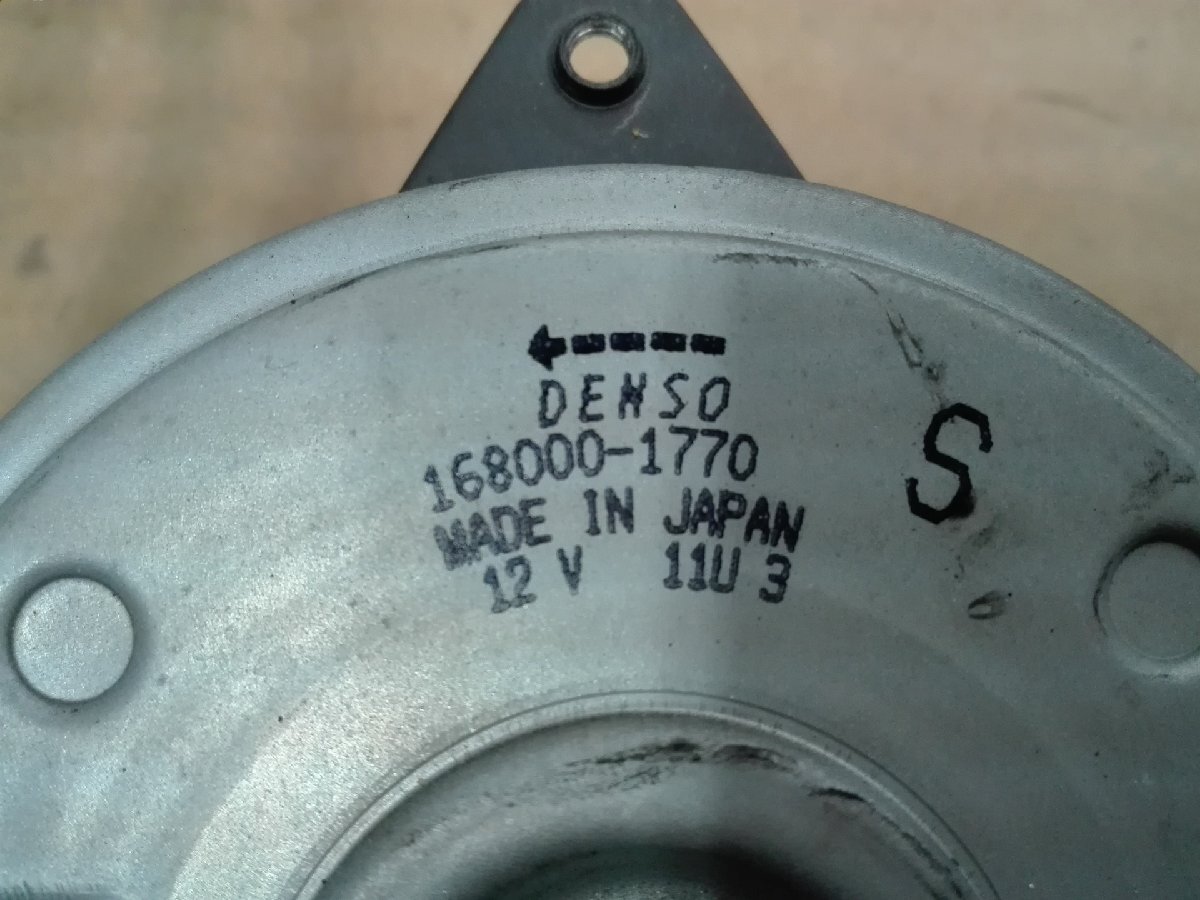 DENSO
168000-1770
MADE IN JAPAN
12 V 11U 3
S